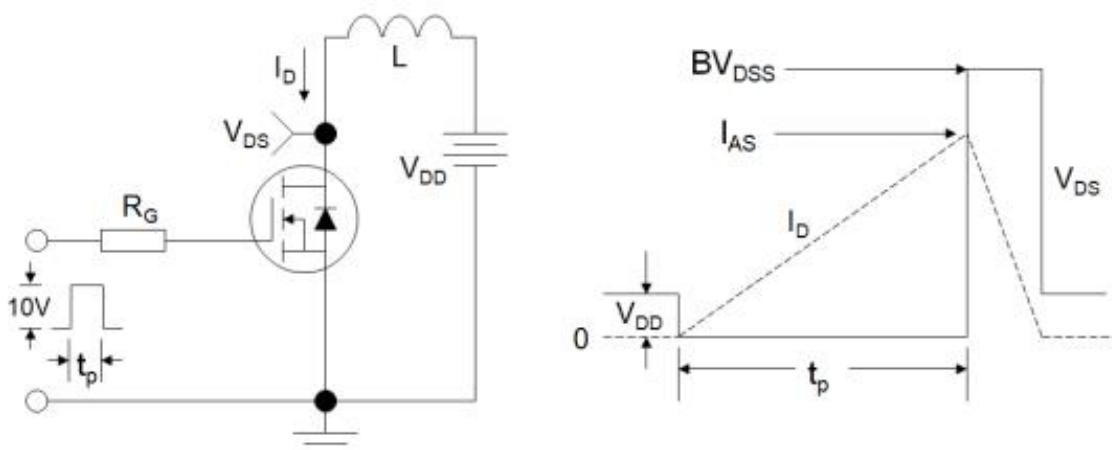 I_D
L
V_DS
V_DD
R_G
10V
t_p
BV_DSS
I_AS
V_DS
I_D
V_DD
0
t_p